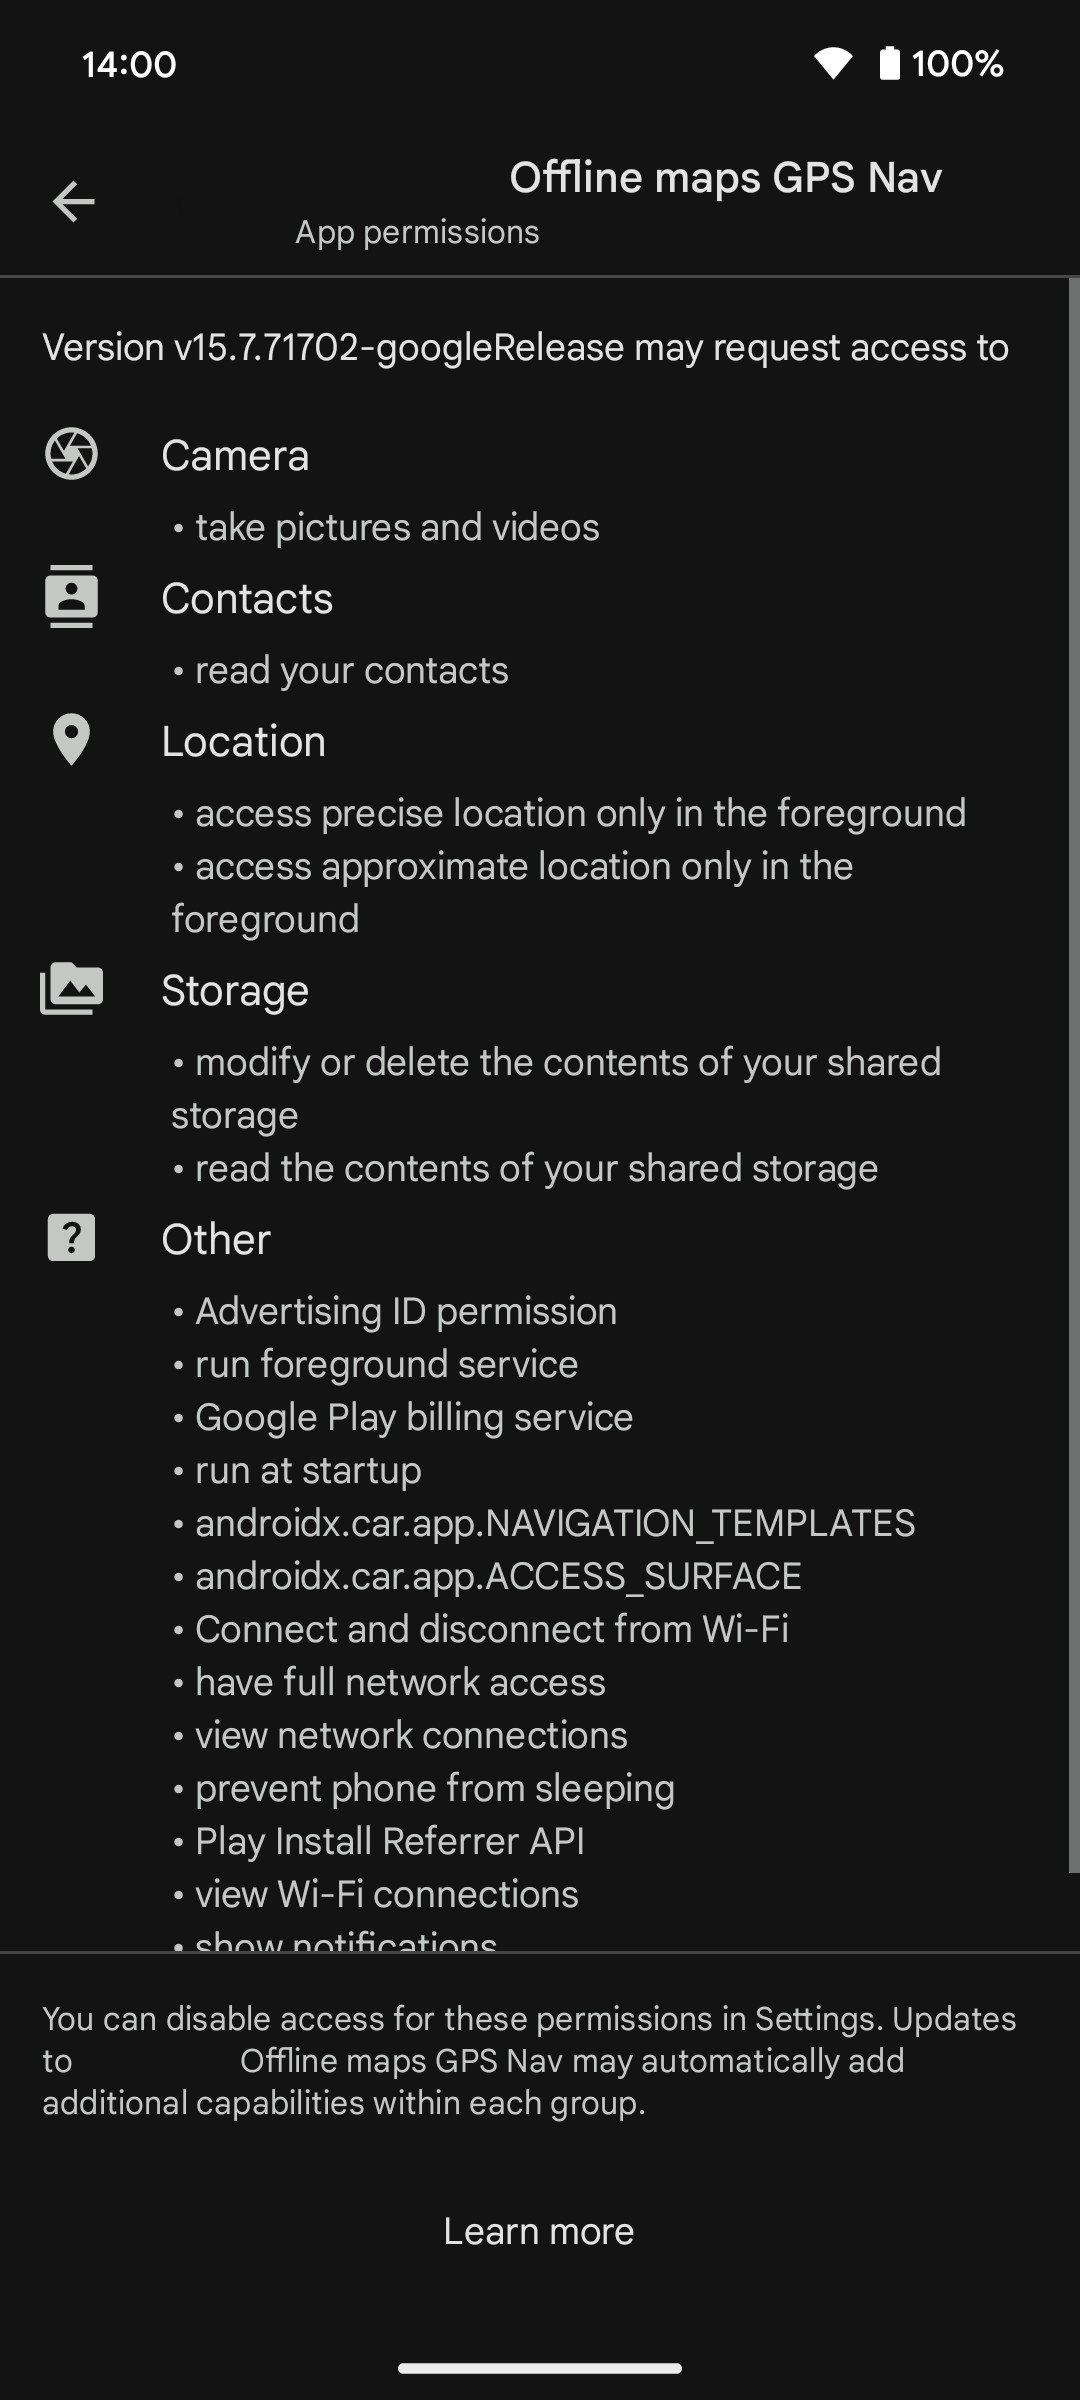 14:00
100%
Offline maps GPS Nav
App permissions
Version v15.7.71702-googleRelease may request access to
Camera
• take pictures and videos
Contacts
• read your contacts
Location
• access precise location only in the foreground
• access approximate location only in the
foreground
Storage
• modify or delete the contents of your shared
storage
• read the contents of your shared storage
Other
• Advertising ID permission
• run foreground service
• Google Play billing service
• run at startup
• androidx.car.app.NAVIGATION_TEMPLATES
• androidx.car.app.ACCESS_SURFACE
• Connect and disconnect from Wi-Fi
• have full network access
• view network connections
• prevent phone from sleeping
• Play Install Referrer API
• view Wi-Fi connections
• show notifications
You can disable access for these permissions in Settings. Updates
to Offline maps GPS Nav may automatically add
additional capabilities within each group.
Learn more